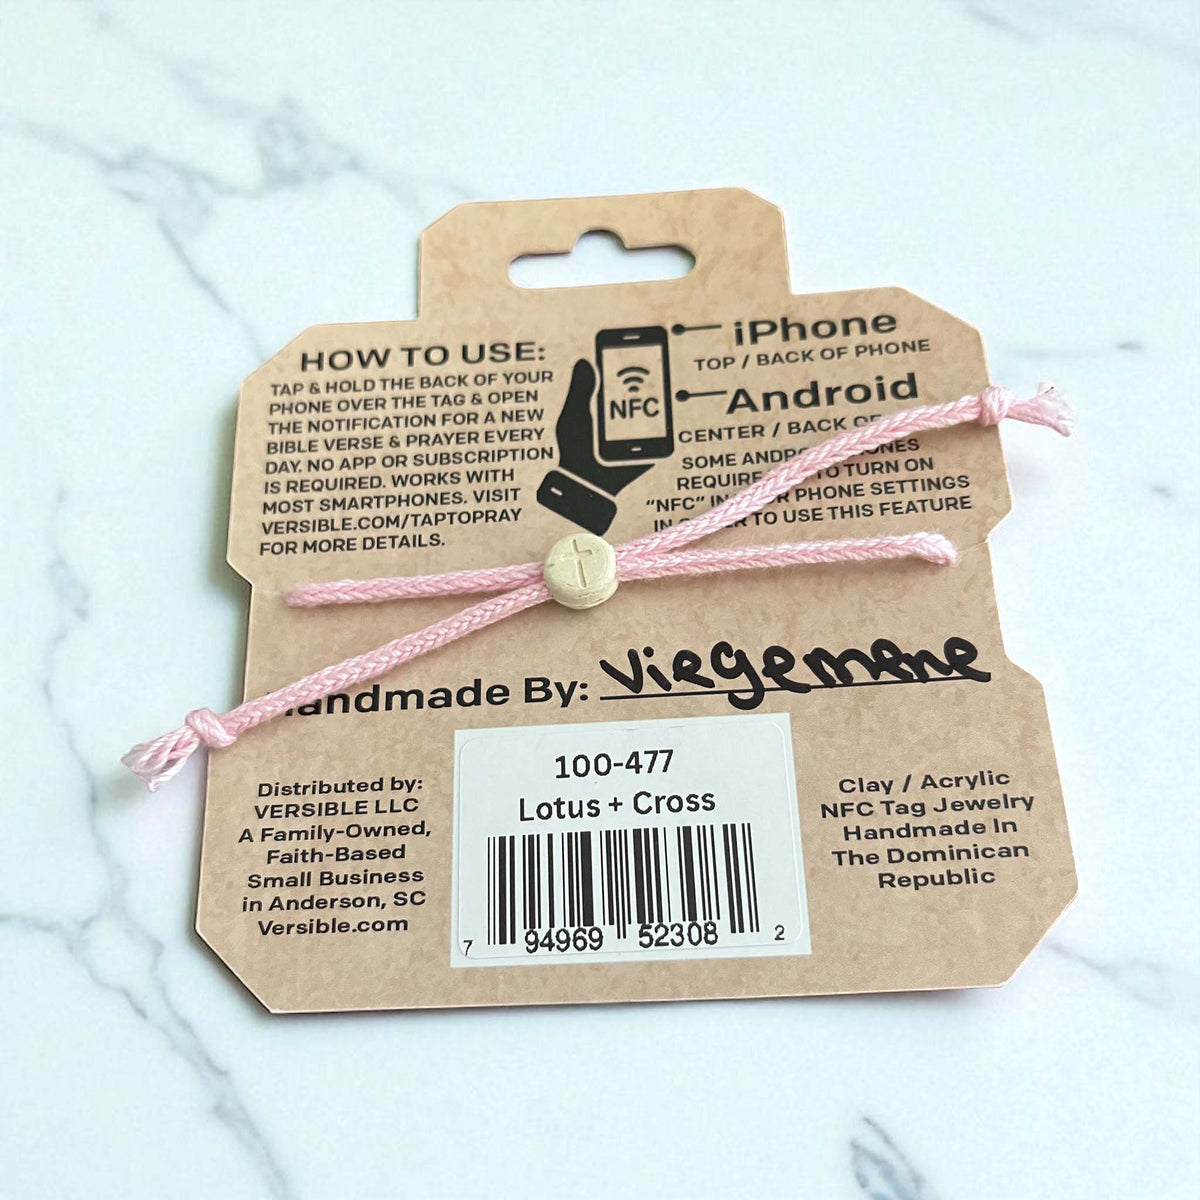 HOW TO USE:
TAP & HOLD THE BACK OF YOUR
PHONE OVER THE TAG & OPEN
THE NOTIFICATION FOR A NEW
BIBLE VERSE & PRAYER EVERY
DAY. NO APP OR SUBSCRIPTION
IS REQUIRED. WORKS WITH
MOST SMARTPHONES. VISIT
VERSIBLE.COM/TAPTOPRAY
FOR MORE DETAILS.
NFC
iPhone
TOP / BACK OF PHONE
Android
CENTER / BACK OF
SOME
REQUIRE TO TURN ON
"NFC" IN PHONE SETTINGS
IN TO USE THIS FEATURE
Handmade By: Viegemene
Distributed by:
VERSIBLE LLC
A Family-Owned,
Faith-Based
Small Business
in Anderson, SC
Versible.com
100-477
Lotus + Cross
7 94969 52308 2
Clay / Acrylic
NFC Tag Jewelry
Handmade In
The Dominican
Republic